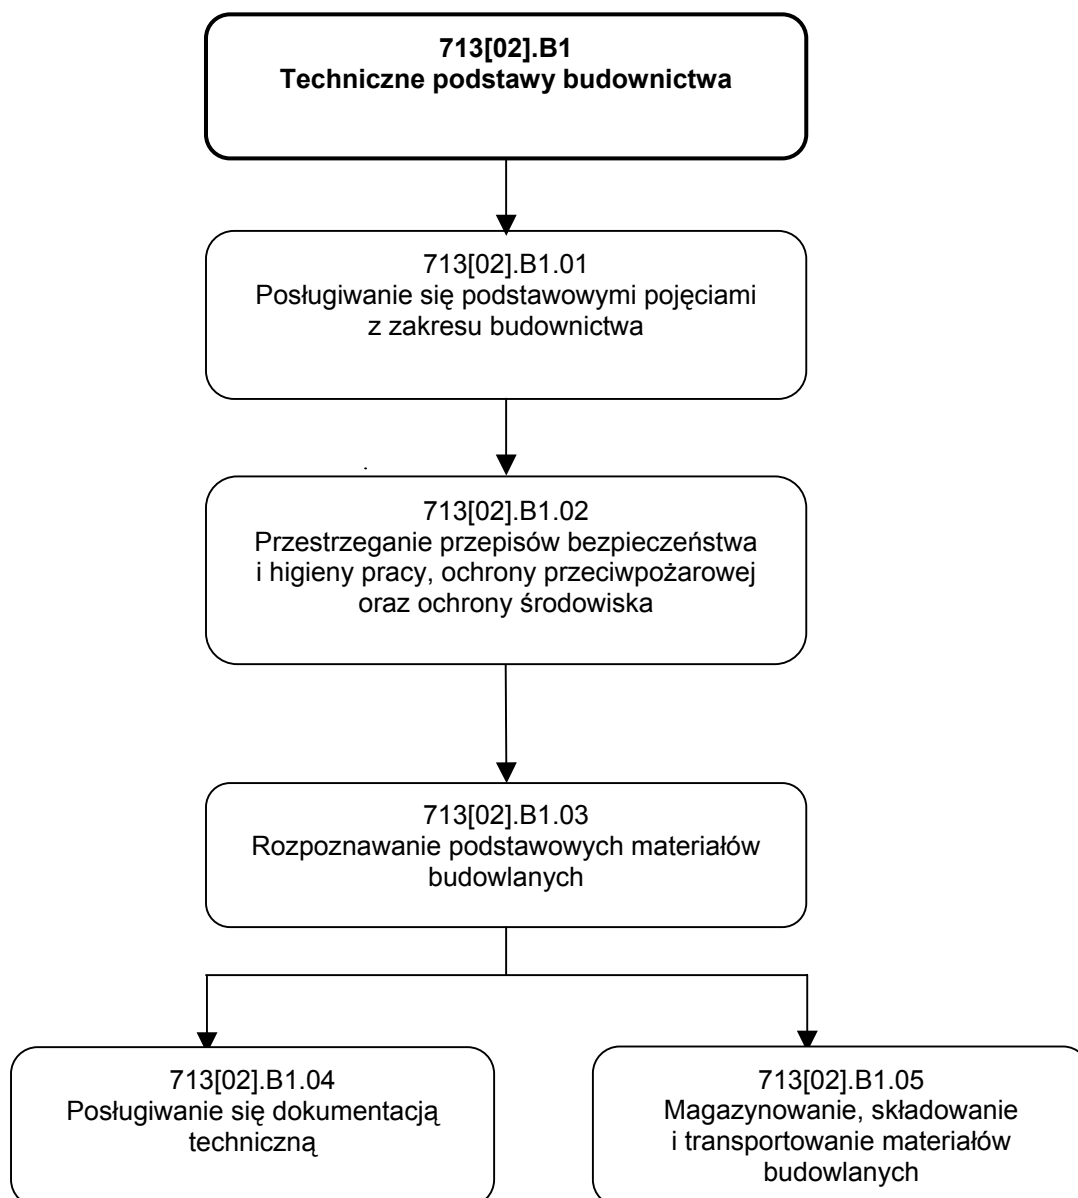 713[02].B1
Techniczne podstawy budownictwa
713[02].B1.01
Posługiwanie się podstawowymi pojęciami
z zakresu budownictwa
713[02].B1.02
Przestrzeganie przepisów bezpieczeństwa
i higieny pracy, ochrony przeciwpożarowej
oraz ochrony środowiska
713[02].B1.03
Rozpoznawanie podstawowych materiałów
budowlanych
713[02].B1.04
Posługiwanie się dokumentacją
techniczną
713[02].B1.05
Magazynowanie, składowanie
i transportowanie materiałów
budowlanych